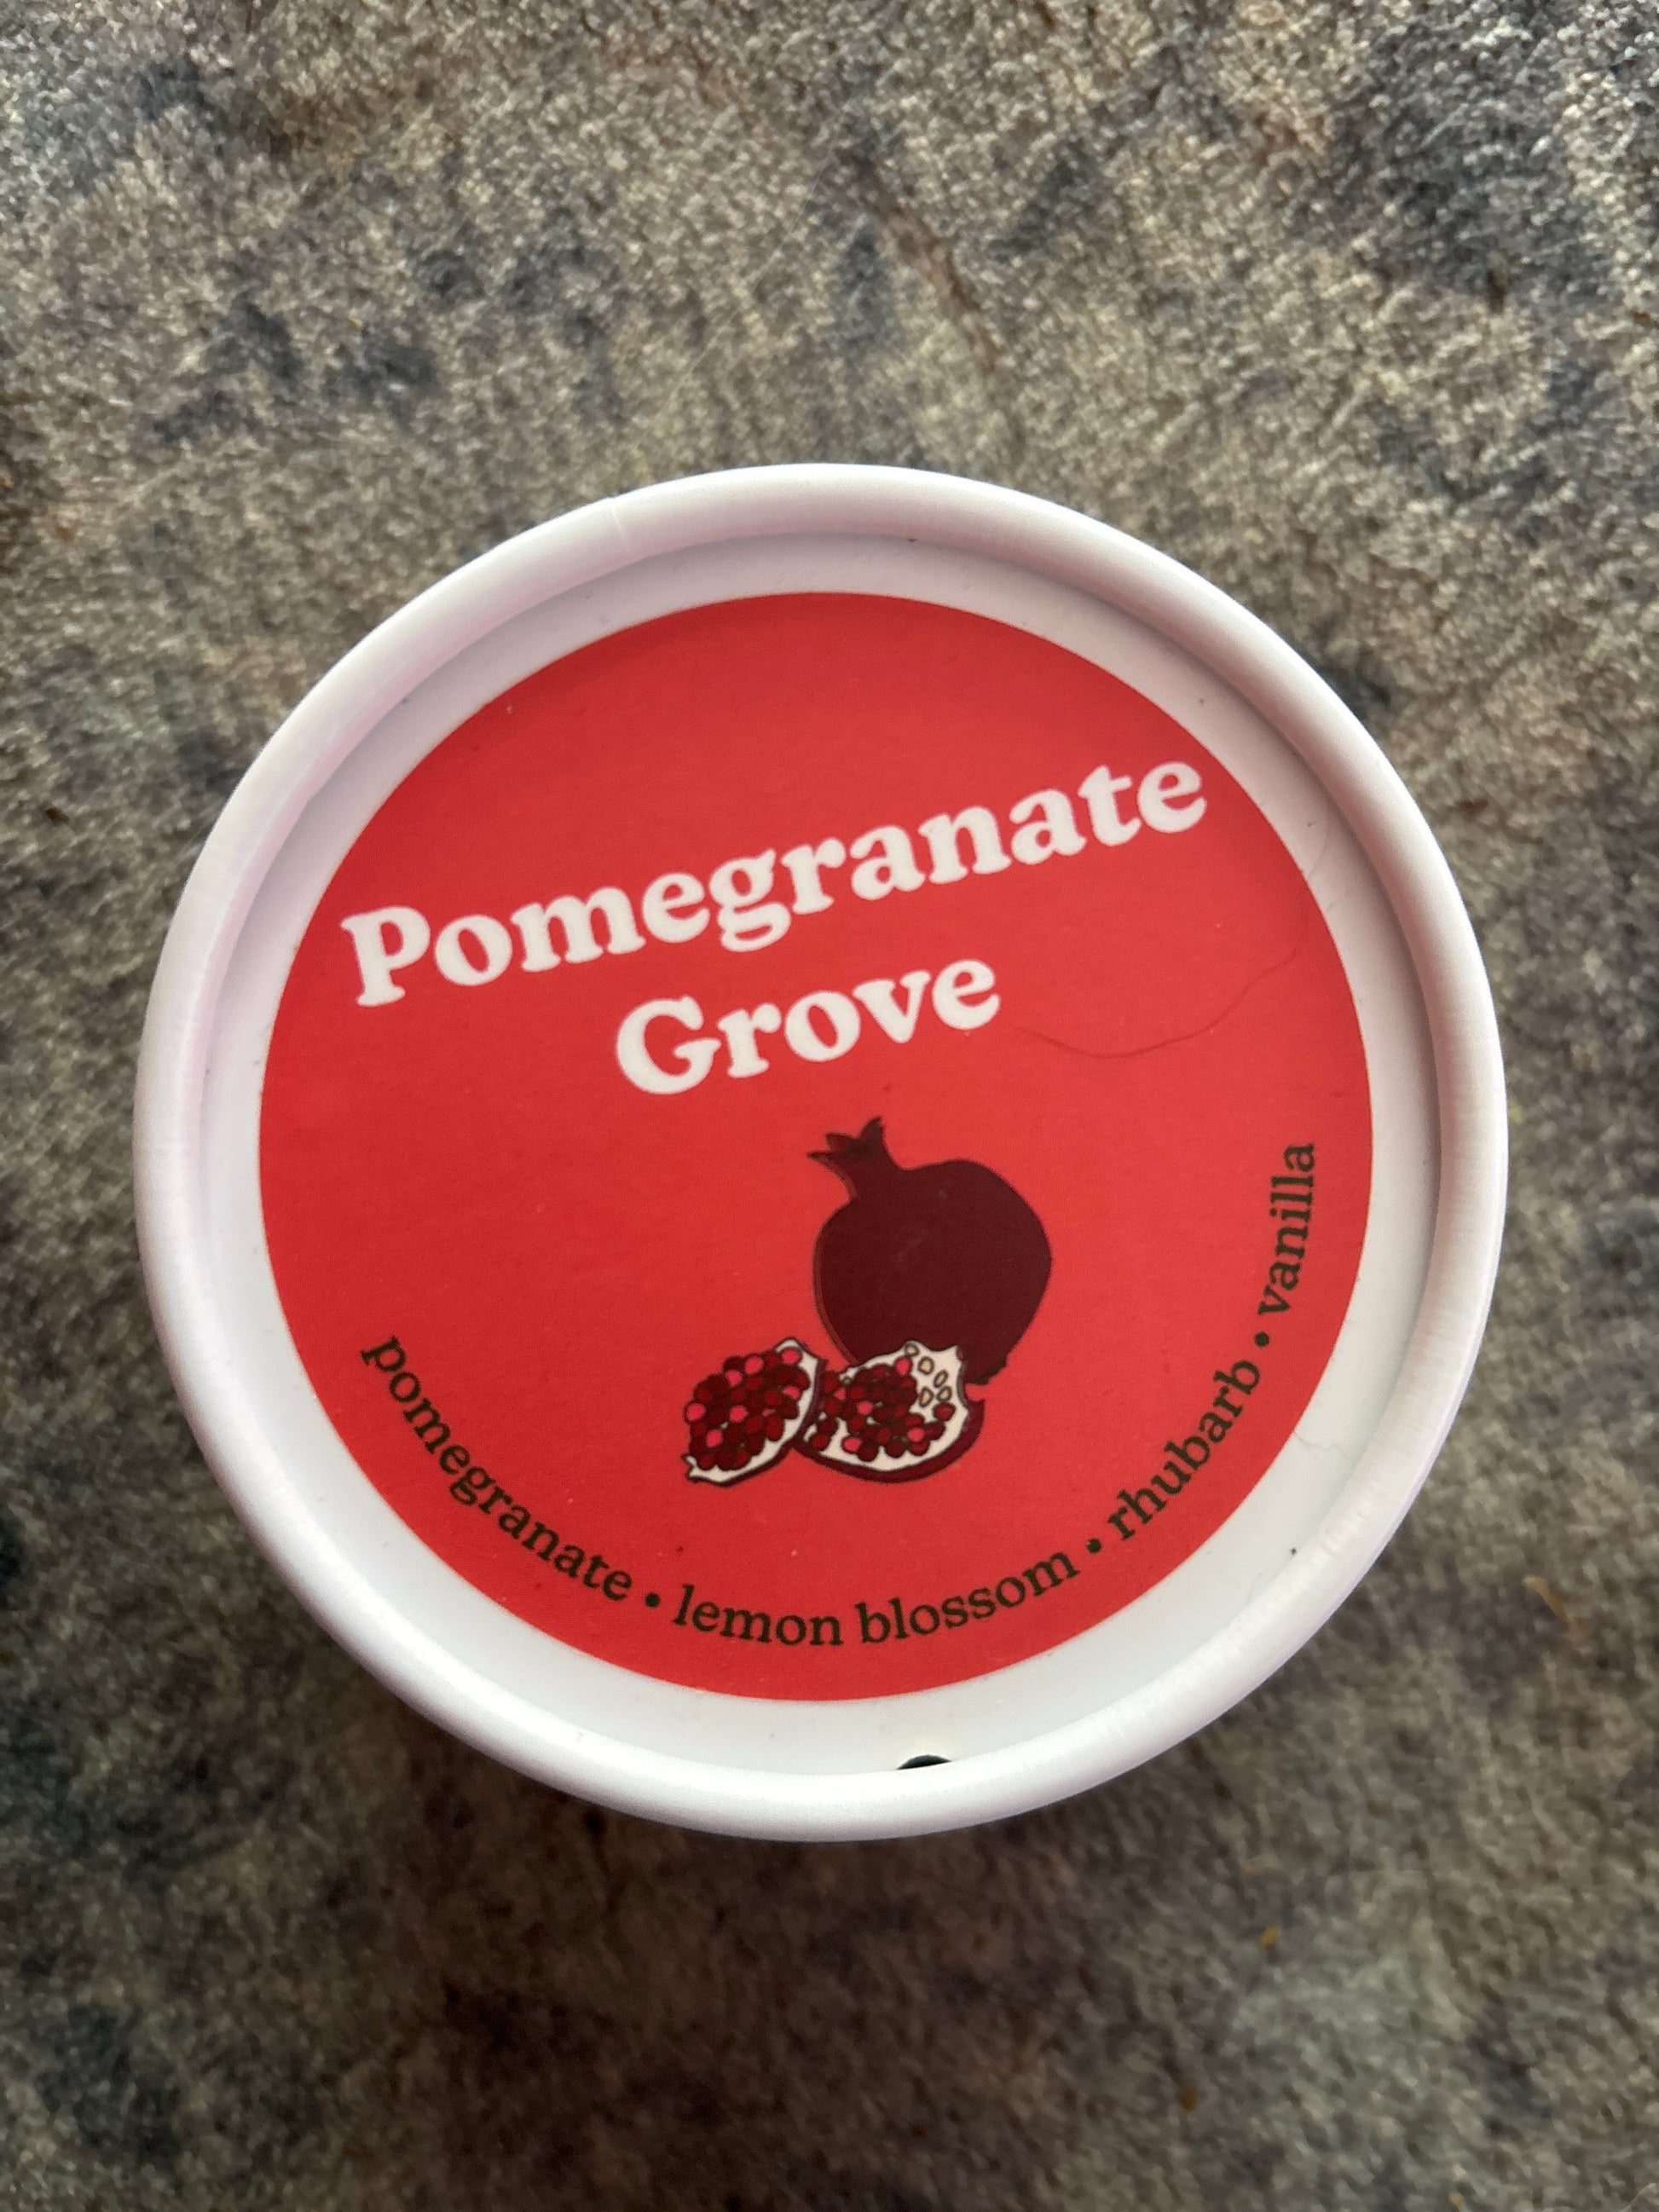 Pomegranate
Grove
pomegranate • lemon blossom • rhubarb • vanilla